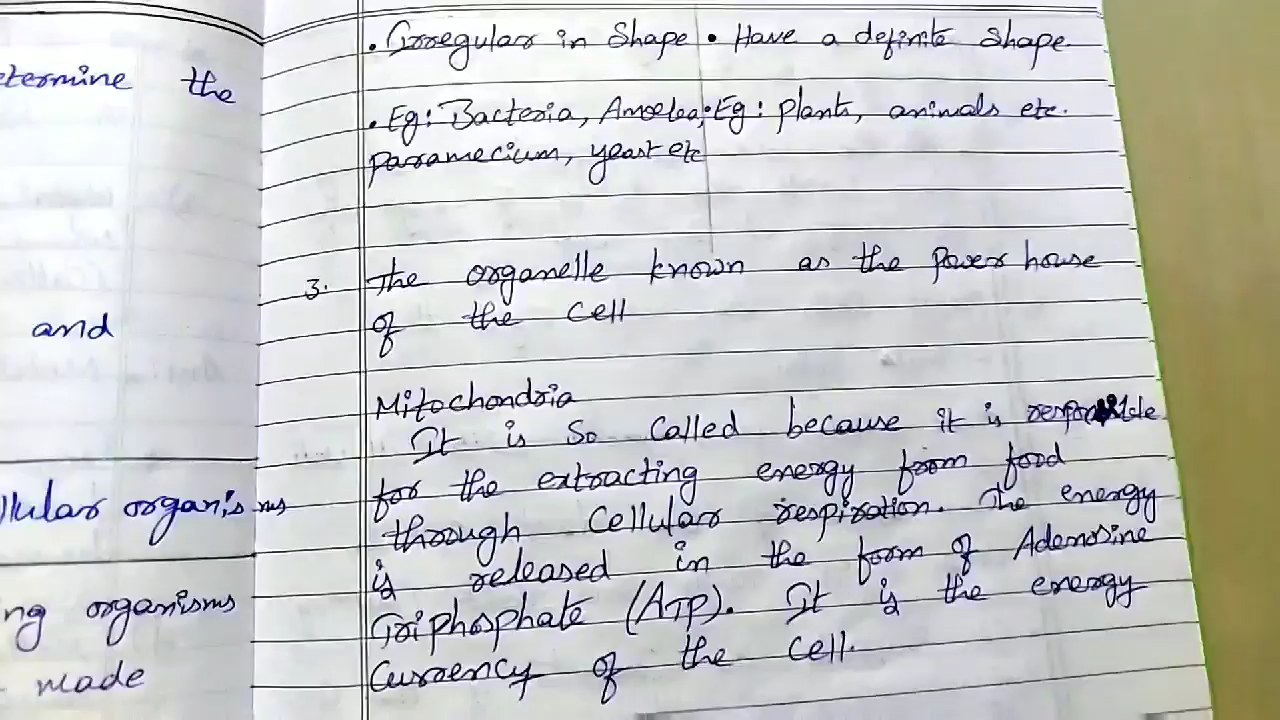 etermine the
and
llular organisms
ng organisms
made
. Irregular in Shape . Have a definite shape.
. Eg: Bacteria, Amoeba, . Eg: plants, animals etc.
paramecium, yeast etc
3. The organelle known as the Power house
of the cell
Mitochondria
It is so called because it is responsible
for the extracting energy from food
through cellular respiration. The energy
is released in the form of Adenosine
Triphosphate (ATP). It is the energy
Currency of the cell.